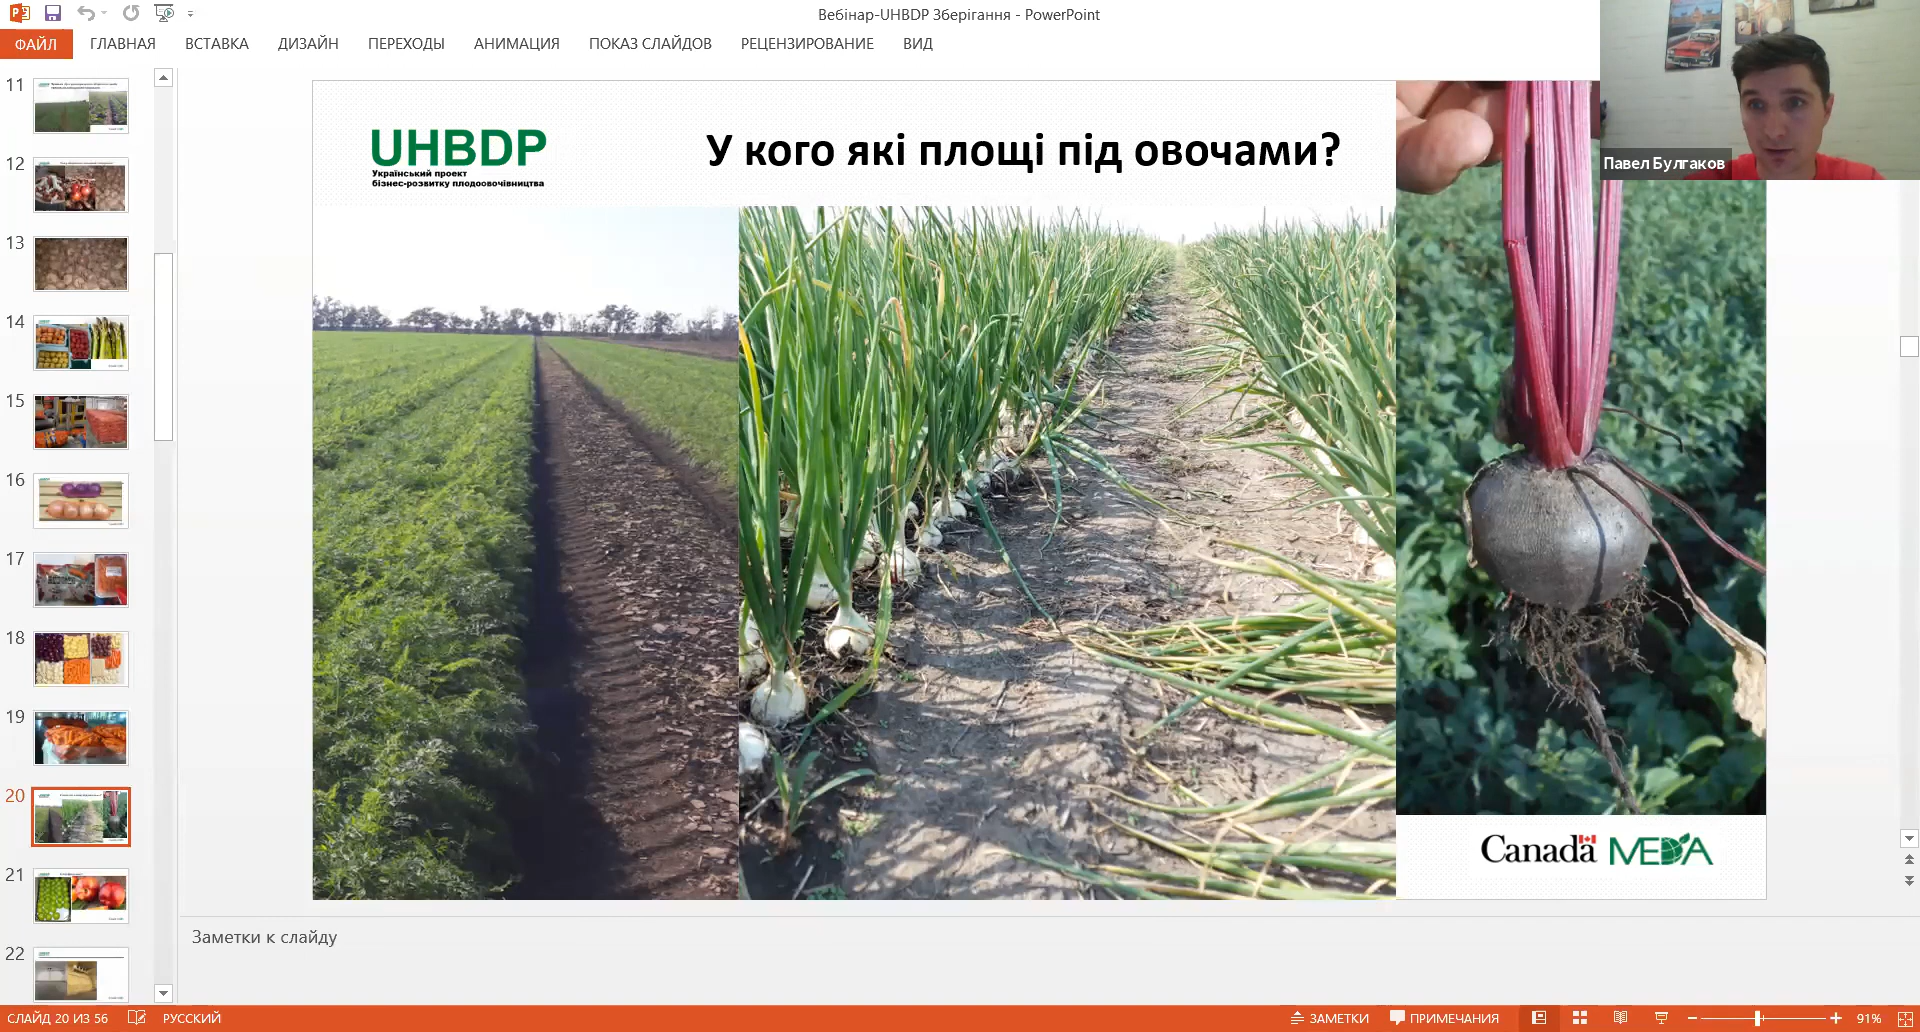 Вебінар-UHBDP Зберігання - PowerPoint
ФАЙЛ ГЛАВНАЯ ВСТАВКА ДИЗАЙН ПЕРЕХОДЫ АНИМАЦИЯ ПОКАЗ СЛАЙДОВ РЕЦЕНЗИРОВАНИЕ ВИД
Павел Булгаков
11
12
13
14
15
16
17
18
19
20
21
22
UHBDP
Український проект
бізнес-розвитку плодоовочівництва
У кого які площі під овочами?
Canada MEDA
Заметки к слайду
СЛАЙД 20 ИЗ 56 РУССКИЙ ЗАМЕТКИ ПРИМЕЧАНИЯ 91%